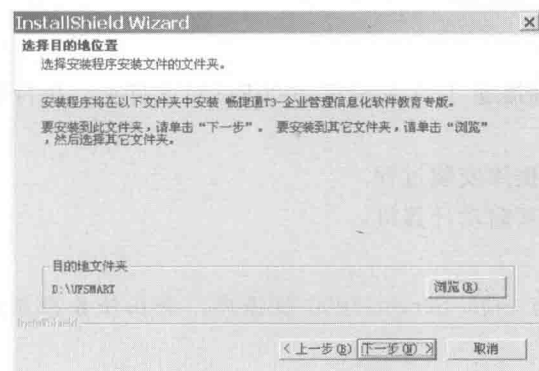 InstallShield Wizard
选择目的地位置
选择安装程序安装文件的文件夹。
安装程序将在以下文件夹中安装 畅捷通T3-企业管理信息化软件教育专版。
要安装到此文件夹，请单击“下一步”。 要安装到其它文件夹，请单击“浏览”
，然后选择其它文件夹。
目的地文件夹
D:\UFSMART
浏览(R)
InstallShield
< 上一步(B)
下一步(N) >
取消